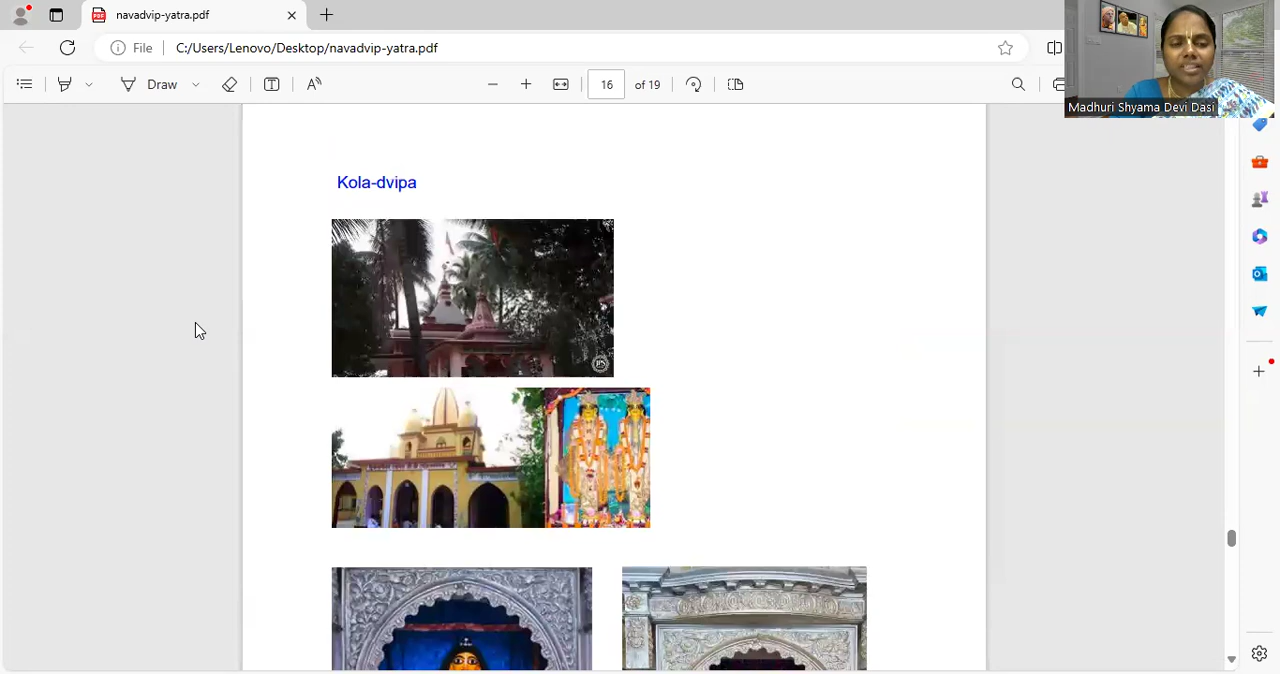 navadvip-yatra.pdf
File
C:/Users/Lenovo/Desktop/navadvip-yatra.pdf
Draw
16
of 19
Madhuri Shyama Devi Dasi
Kola-dvipa